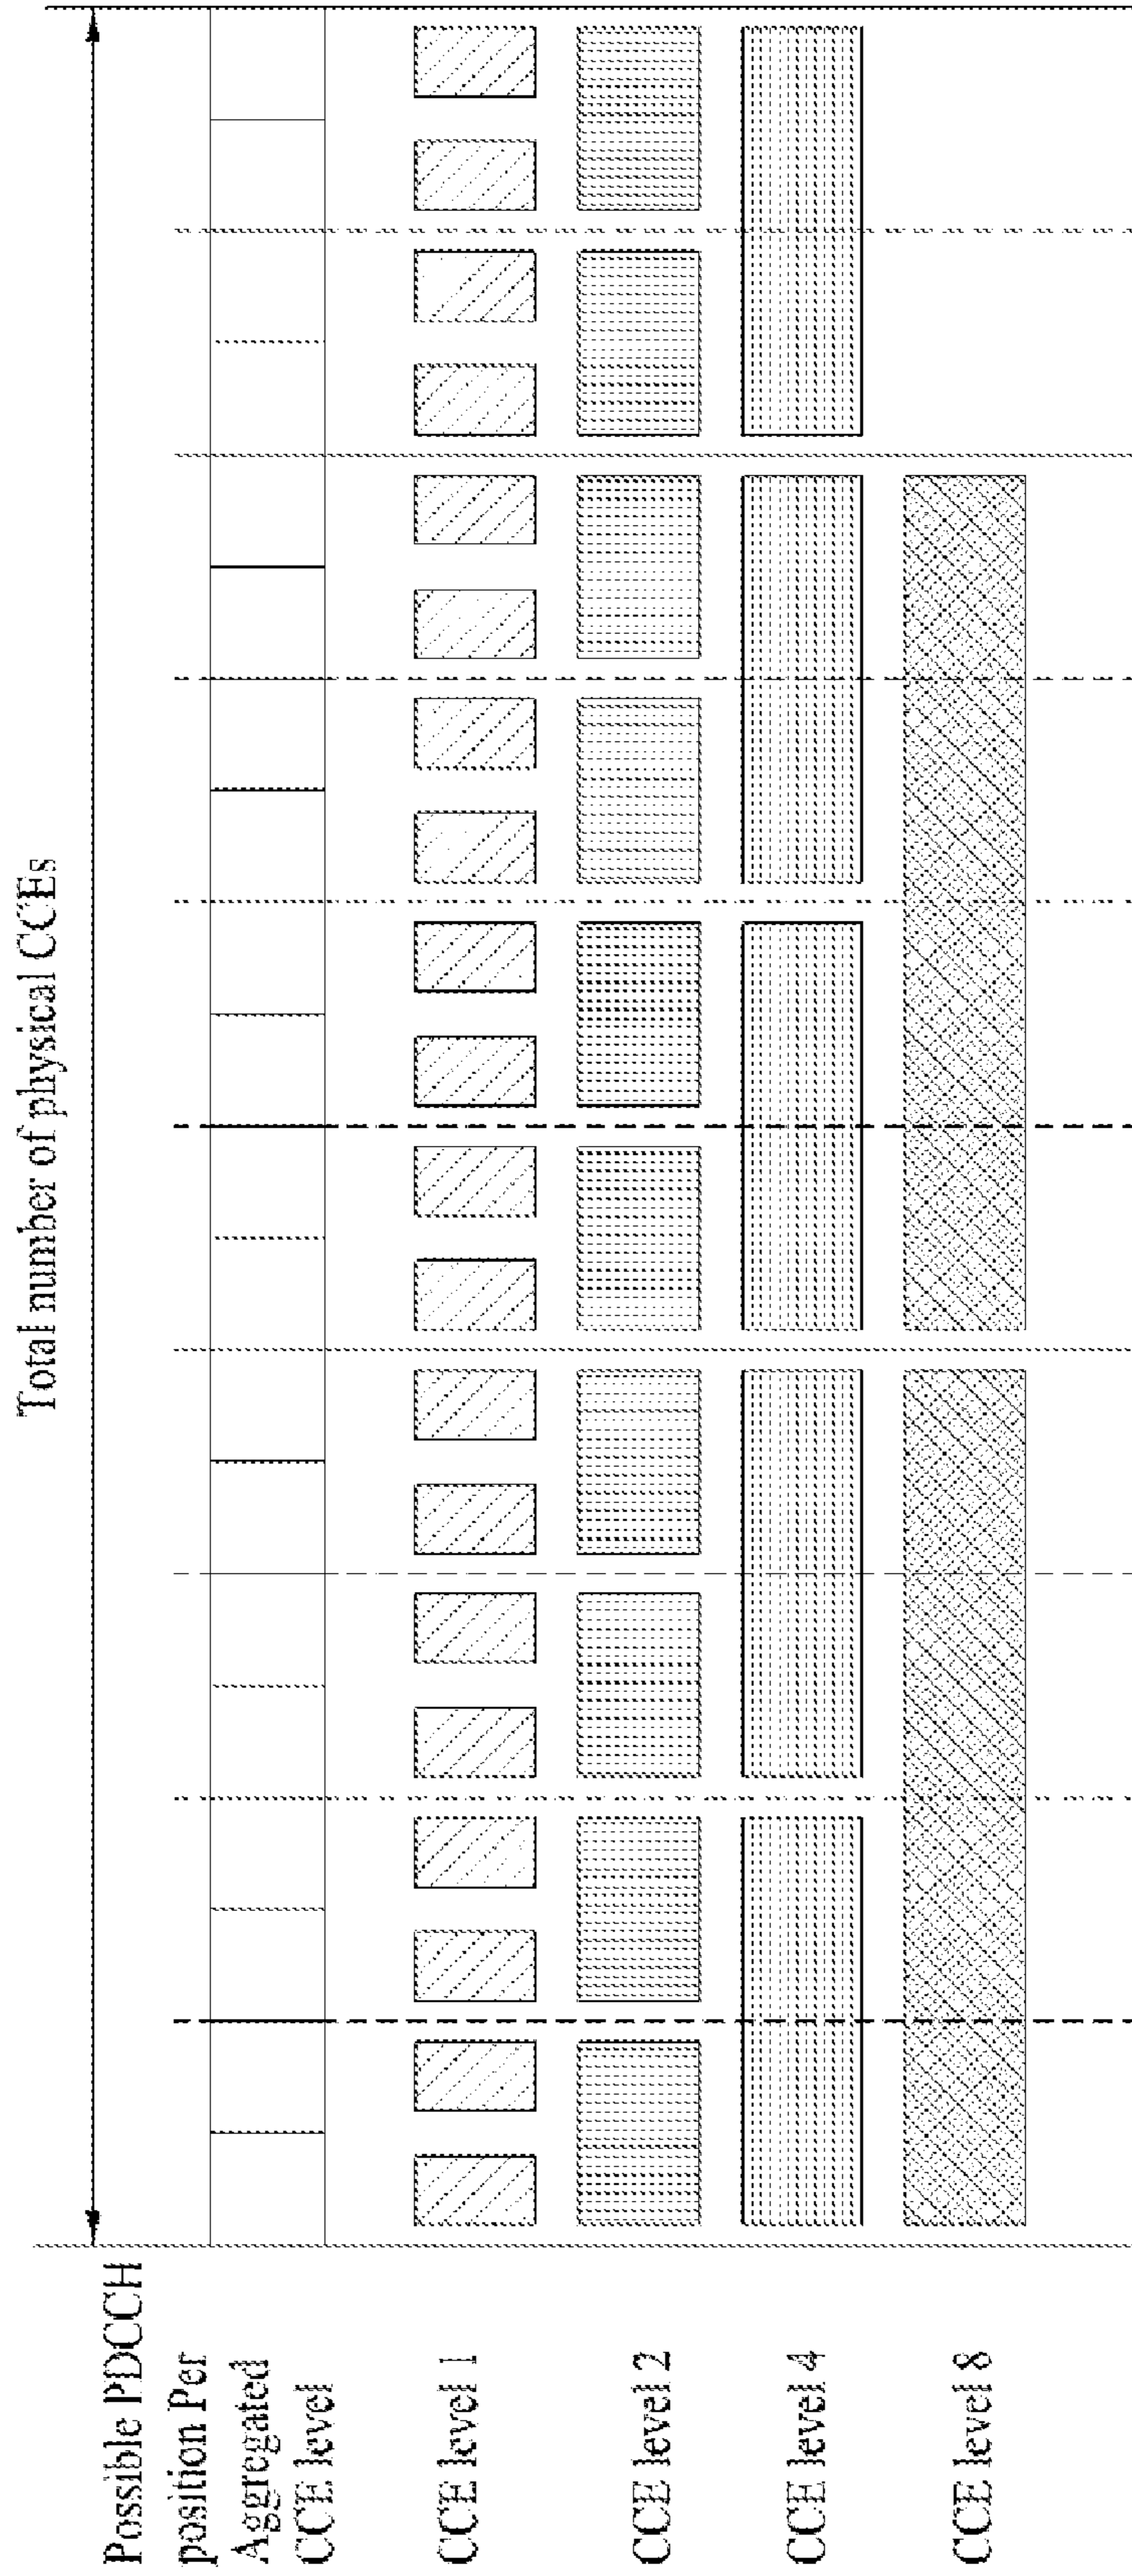 Total number of physical CCEs
Possible PDCCH
position Per
Aggregated
CCE level
CCE level 1
CCE level 2
CCE level 4
CCE level 8